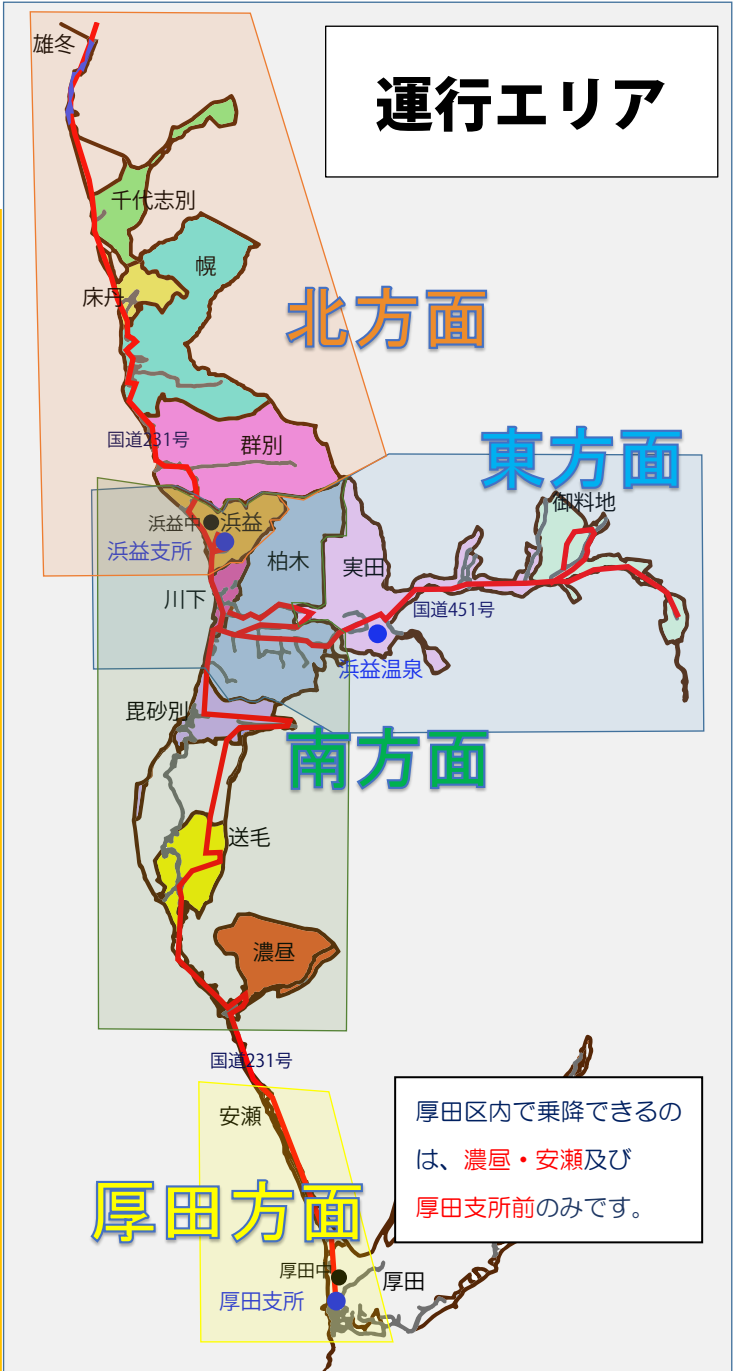 運行エリア
雄冬
千代志別
幌
床丹
北方面
国道231号
群別
東方面
御料地
浜益中
浜益
浜益支所
柏木
実田
川下
国道451号
浜益温泉
毘砂別
南方面
送毛
濃昼
国道231号
安瀬
厚田区内で乗降できるの
は、濃昼・安瀬及び
厚田支所前のみです。
厚田方面
厚田中
厚田
厚田支所